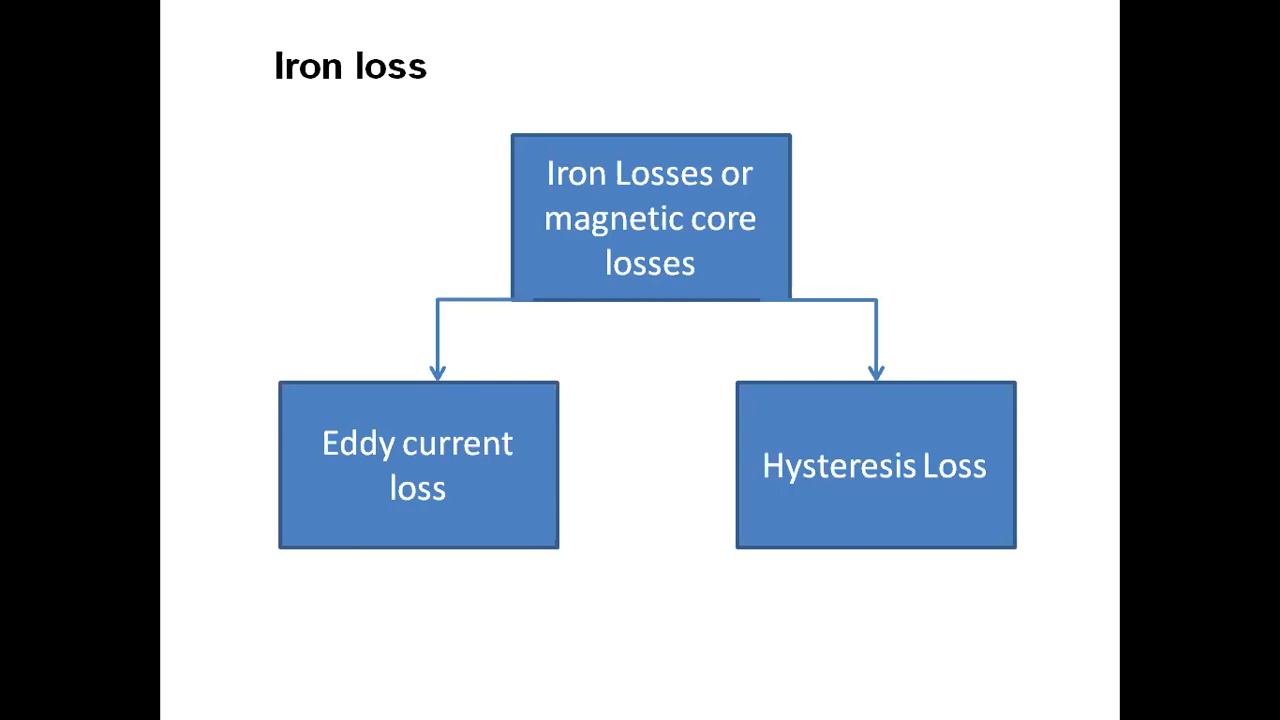 Iron loss
Iron Losses or
magnetic core
losses
Eddy current
loss
Hysteresis Loss